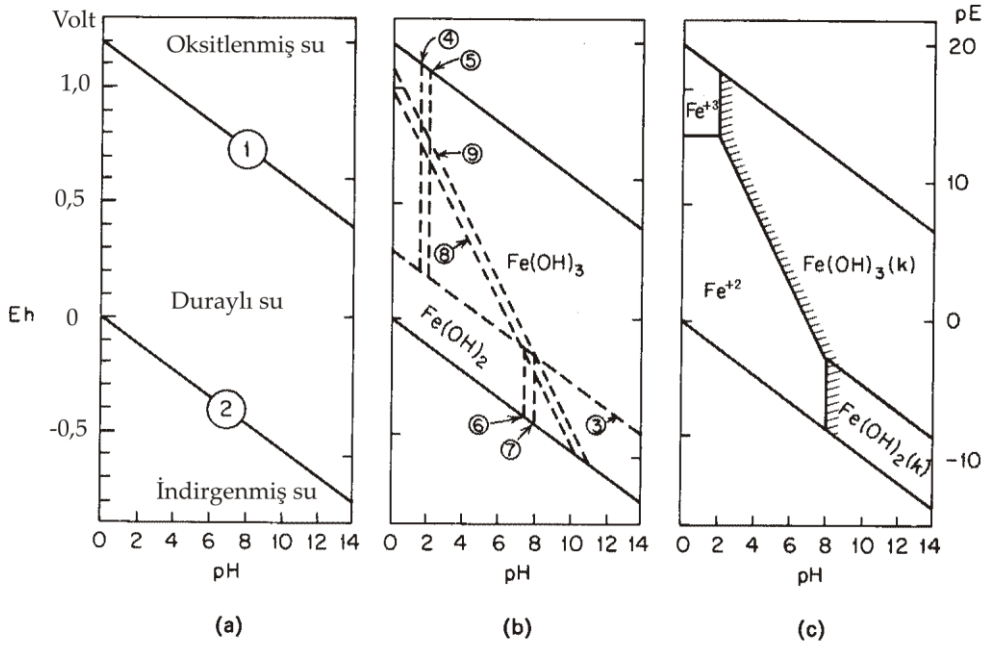 Volt
Oksitlenmiş su
1,0
0,5
0
-0,5
Eh
1
Duraylı su
2
İndirgenmiş su
0 2 4 6 8 10 12 14
pH
(a)
4
5
9
8
Fe(OH)3
Fe(OH)2
6
7
3
0 2 4 6 8 10 12 14
pH
(b)
pE
20
10
0
-10
Fe+3
Fe+2
Fe(OH)3(k)
Fe(OH)2(k)
0 2 4 6 8 10 12 14
pH
(c)